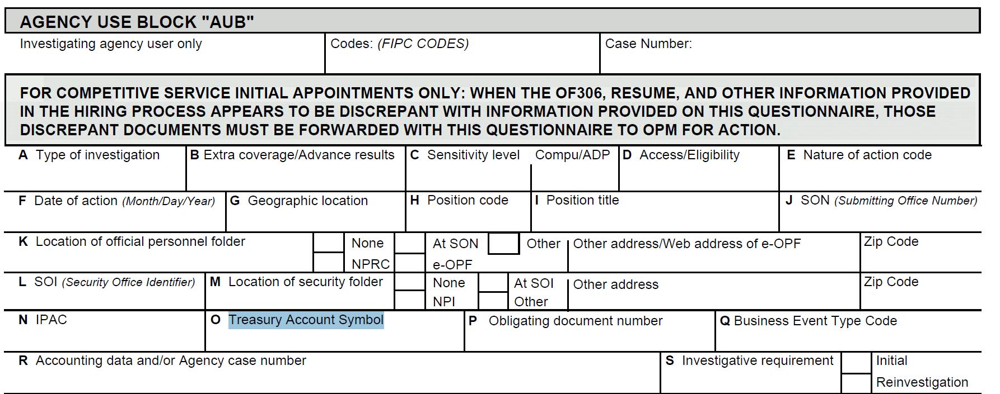 AGENCY USE BLOCK "AUB"
Investigating agency user only
Codes: (FIPC CODES)
Case Number:
FOR COMPETITIVE SERVICE INITIAL APPOINTMENTS ONLY: WHEN THE OF306, RESUME, AND OTHER INFORMATION PROVIDED
IN THE HIRING PROCESS APPEARS TO BE DISCREPANT WITH INFORMATION PROVIDED ON THIS QUESTIONNAIRE, THOSE
DISCREPANT DOCUMENTS MUST BE FORWARDED WITH THIS QUESTIONNAIRE TO OPM FOR ACTION.
A Type of investigation
B Extra coverage/Advance results
C Sensitivity level
Compu/ADP
D Access/Eligibility
E Nature of action code
F Date of action (Month/Day/Year)
G Geographic location
H Position code
I Position title
J SON (Submitting Office Number)
K Location of official personnel folder
None
NPRC
At SON
e-OPF
Other
Other address/Web address of e-OPF
Zip Code
L SOI (Security Office Identifier)
M Location of security folder
None
NPI
At SOI
Other
Other address
Zip Code
N IPAC
O Treasury Account Symbol
P Obligating document number
Q Business Event Type Code
R Accounting data and/or Agency case number
S Investigative requirement
Initial
Reinvestigation